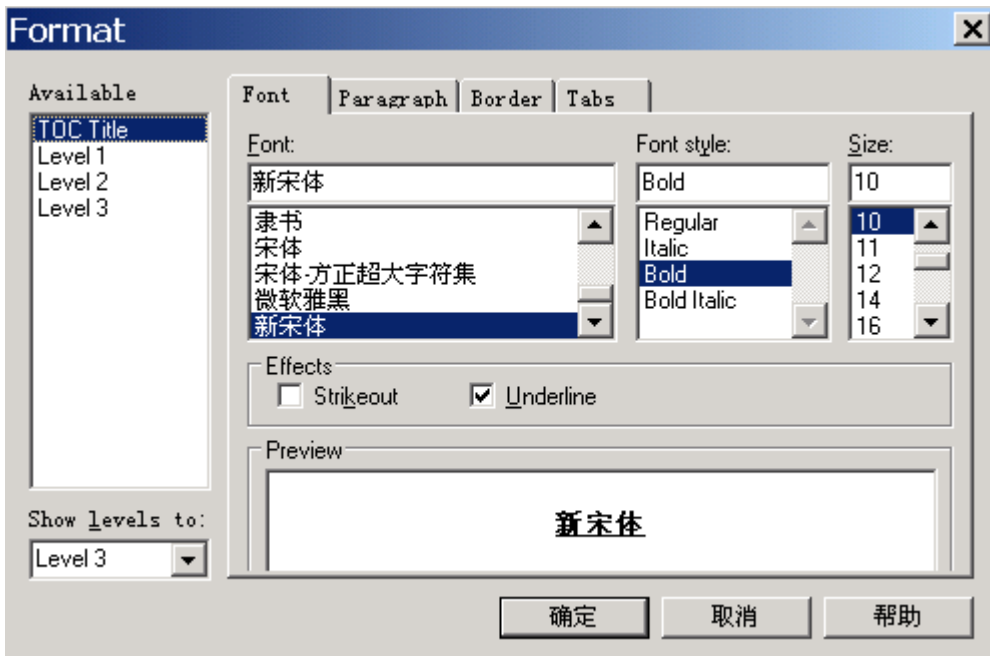 Format
Available
TOC Title
Level 1
Level 2
Level 3
Show levels to:
Level 3
Font
Paragraph
Border
Tabs
Font:
新宋体
隶书
宋体
宋体-方正超大字符集
微软雅黑
新宋体
Font style:
Bold
Regular
Italic
Bold
Bold Italic
Size:
10
10
11
12
14
16
Effects
Strikeout
Underline
Preview
新宋体
确定
取消
帮助